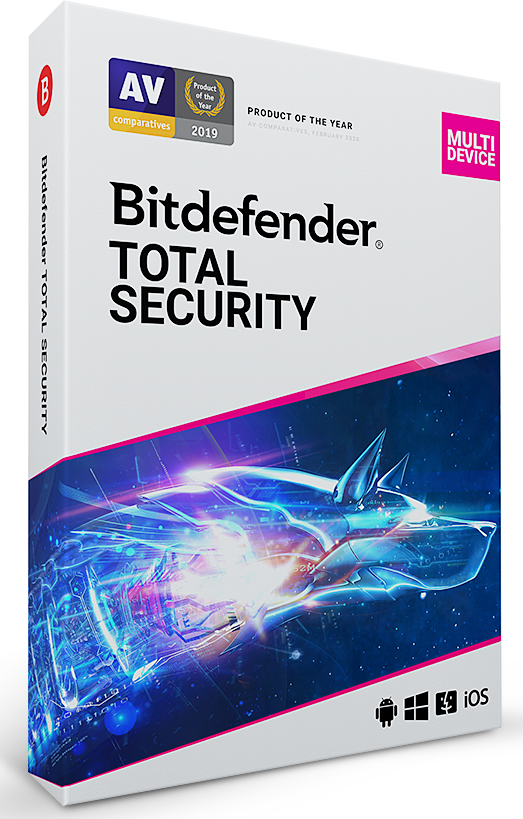 AV
comparatives
Product
of the
Year
2019
PRODUCT OF THE YEAR
AV-COMPARATIVES, FEBRUARY 2020
MULTI
DEVICE
Bitdefender®
TOTAL
SECURITY
B
Bitdefender TOTAL SECURITY
iOS